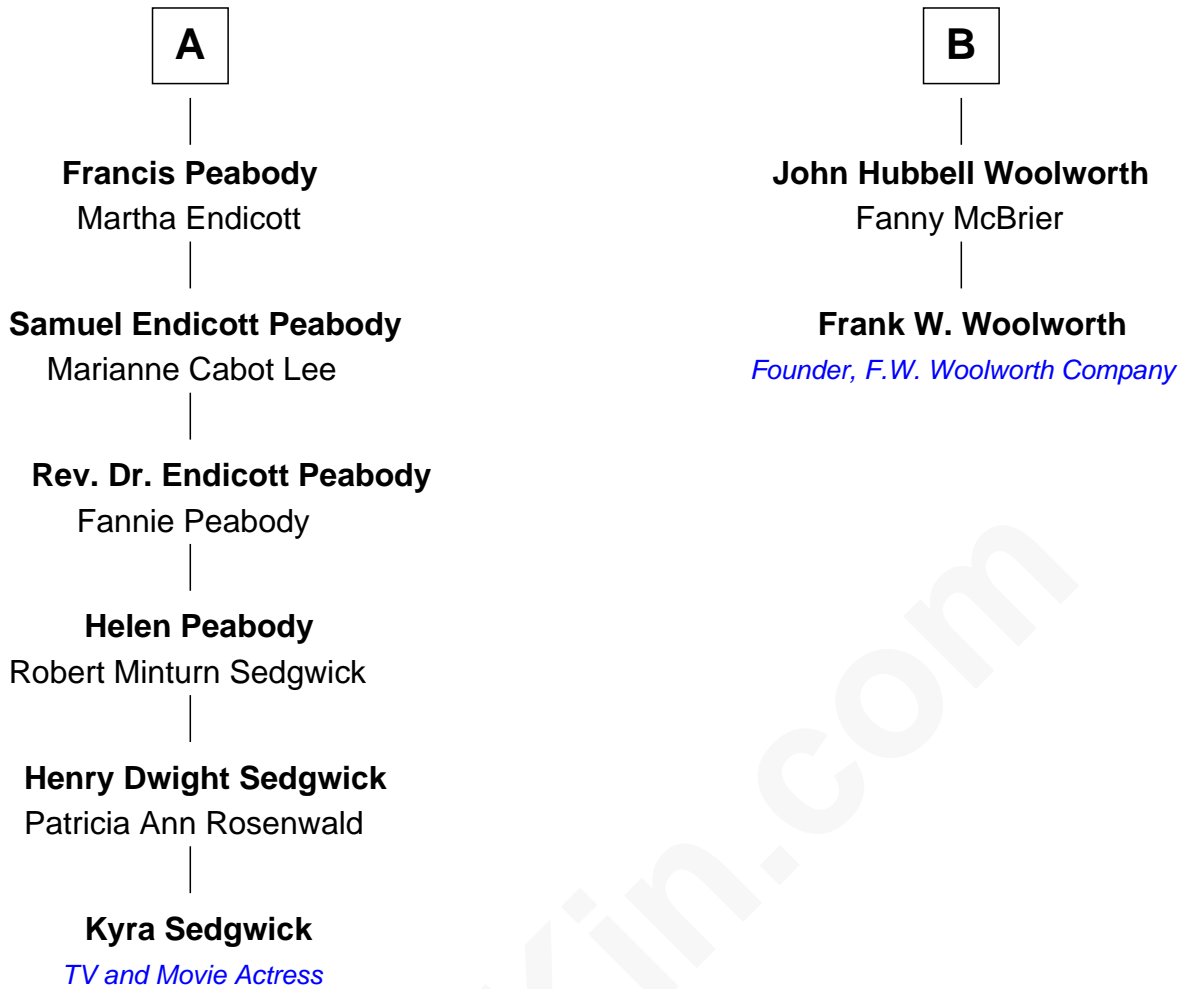 A
Francis Peabody
Martha Endicott
Samuel Endicott Peabody
Marianne Cabot Lee
Rev. Dr. Endicott Peabody
Fannie Peabody
Helen Peabody
Robert Minturn Sedgwick
Henry Dwight Sedgwick
Patricia Ann Rosenwald
Kyra Sedgwick
TV and Movie Actress
B
John Hubbell Woolworth
Fanny McBrier
Frank W. Woolworth
Founder, F.W. Woolworth Company
Kin.com